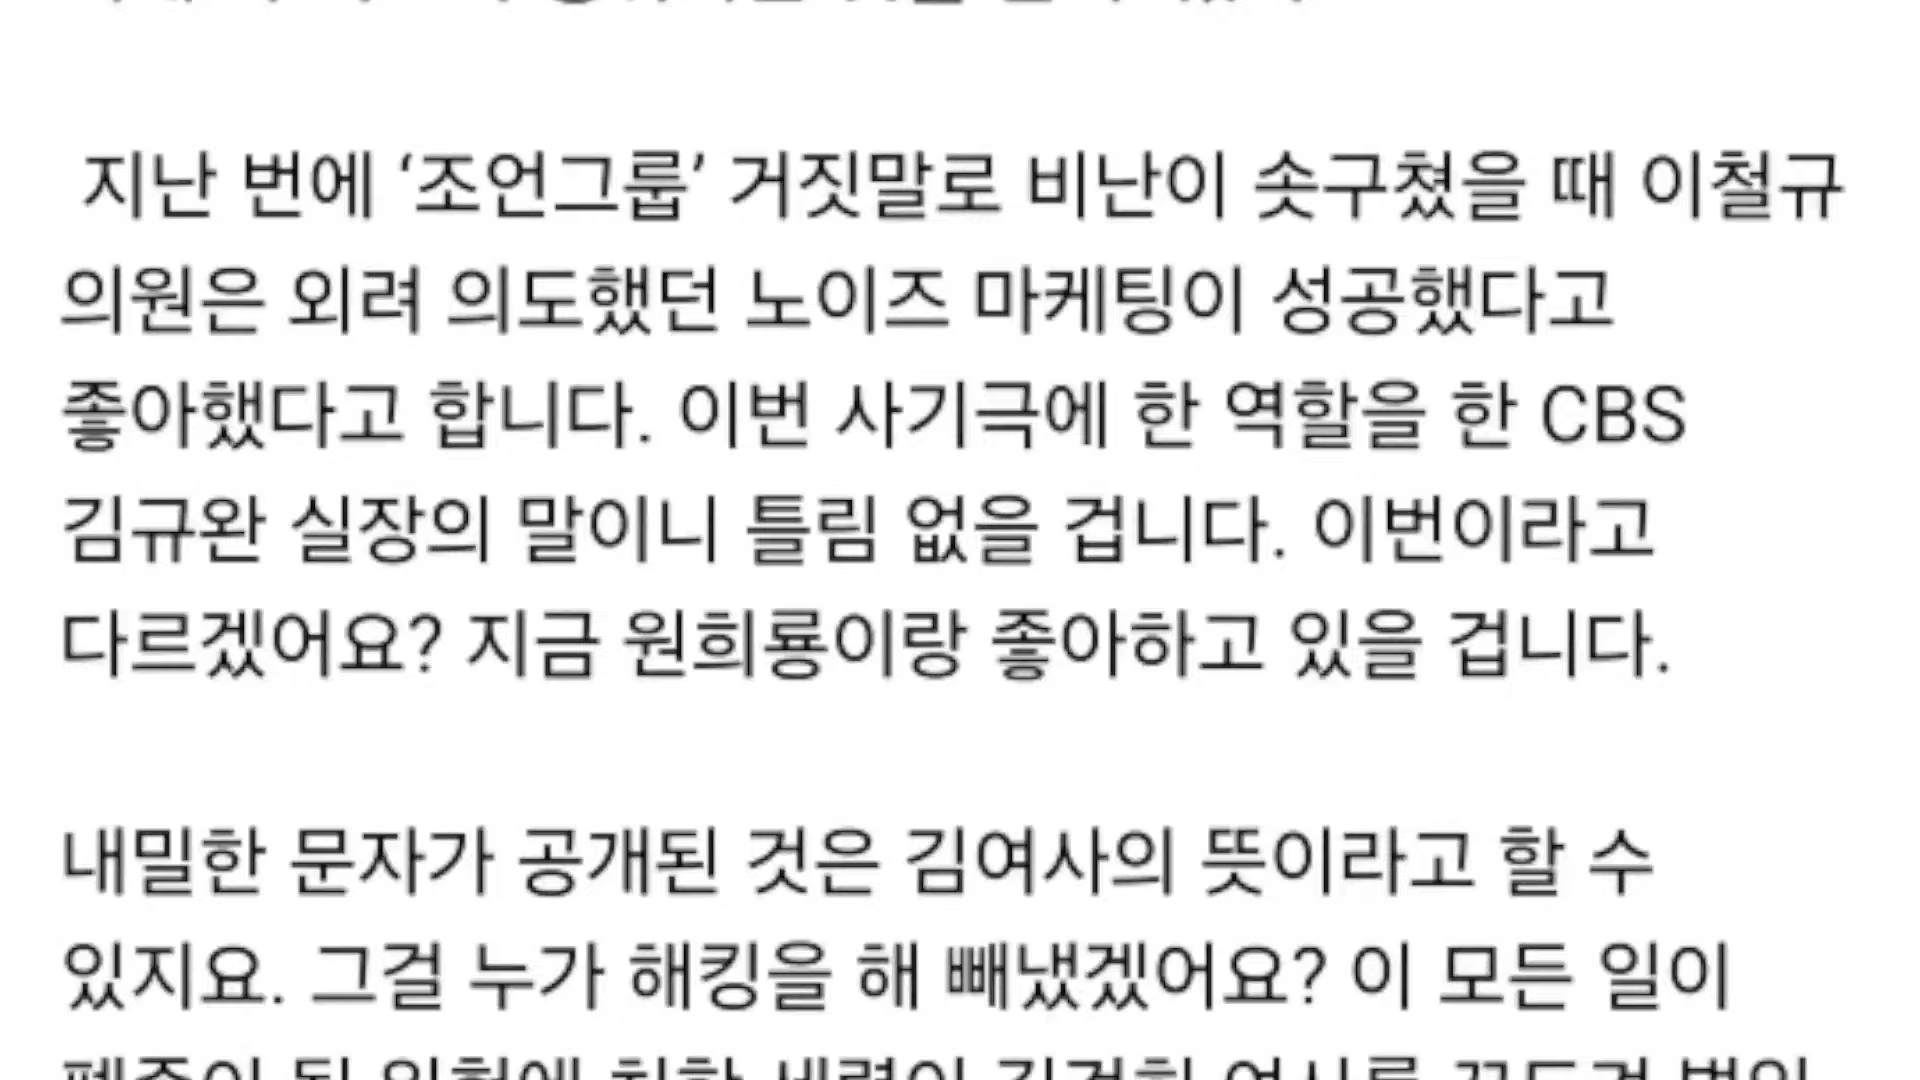 지난 번에 ‘조언그룹’ 거짓말로 비난이 솟구쳤을 때 이철규
의원은 외려 의도했던 노이즈 마케팅이 성공했다고
좋아했다고 합니다. 이번 사기극에 한 역할을 한 CBS
김규완 실장의 말이니 틀림 없을 겁니다. 이번이라고
다르겠어요? 지금 원희룡이랑 좋아하고 있을 겁니다.
내밀한 문자가 공개된 것은 김여사의 뜻이라고 할 수
있지요. 그걸 누가 해킹을 해 빼냈겠어요? 이 모든 일이